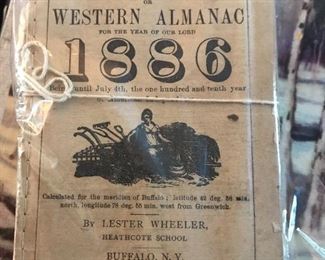 OR
WESTERN ALMANAC
FOR THE YEAR OF OUR LORD
1886
Being until July 4th, the one hundred and tenth year
Calculated for the meridian of Buffalo; latitude 42 deg. 53 min.
north, longitude 78 deg. 55 min. west from Greenwich.
By LESTER WHEELER,
HEATHCOTE SCHOOL
BUFFALO, N. Y.